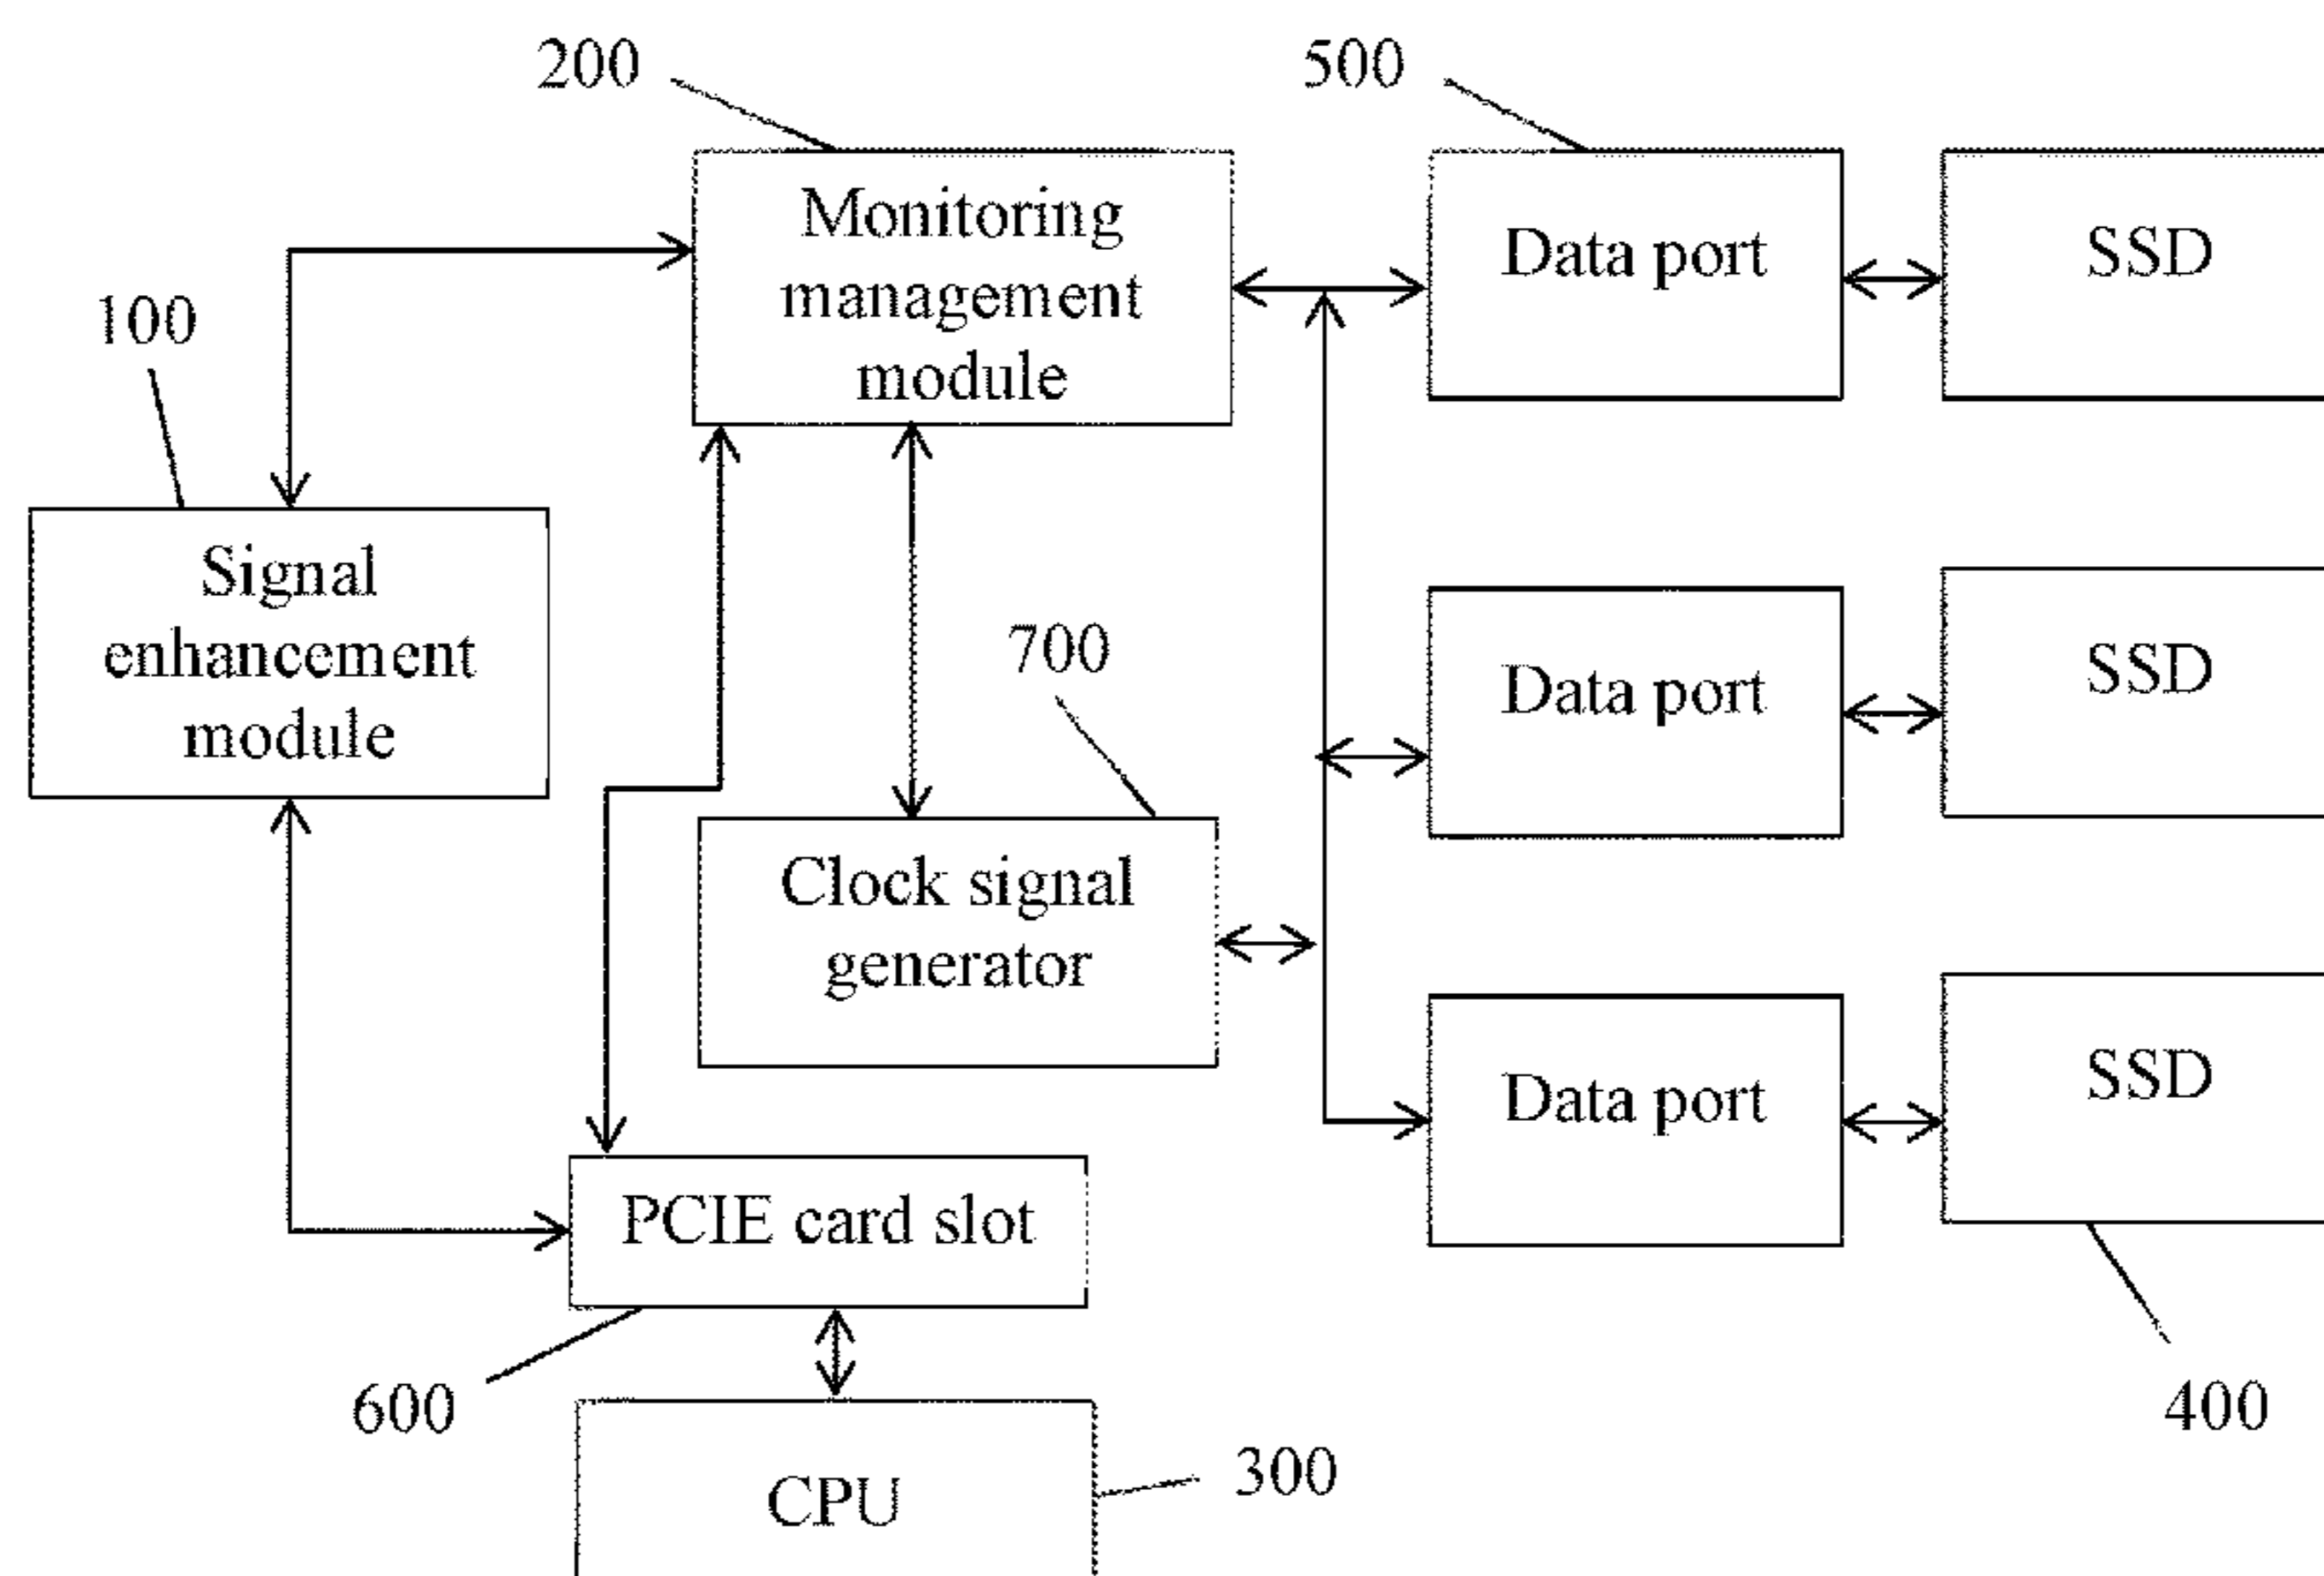 200
500
Monitoring
management
module
Data port
SSD
100
Signal
enhancement
module
700
Data port
SSD
Clock signal
generator
Data port
SSD
PCIE card slot
600
400
300
CPU